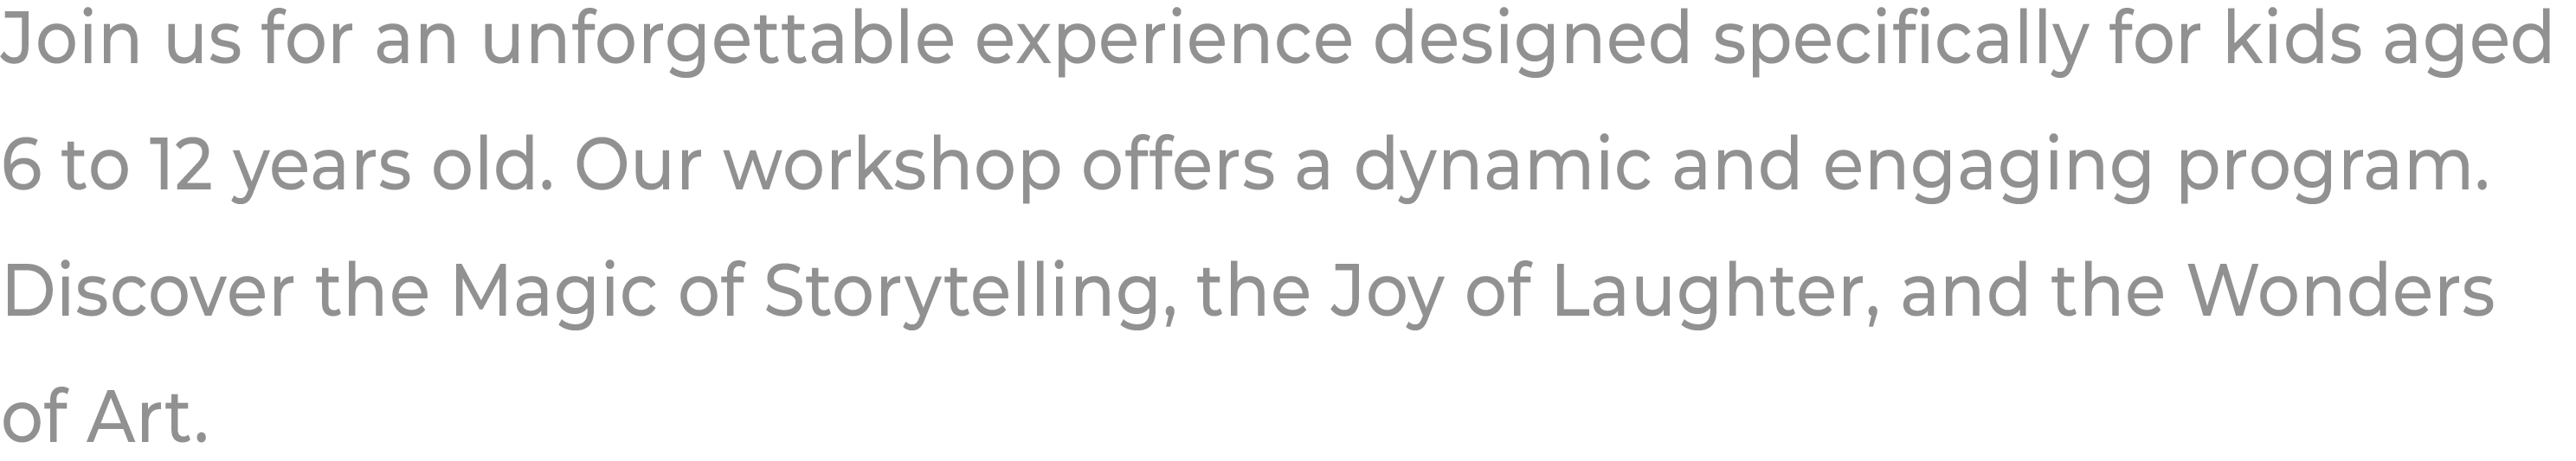 Join us for an unforgettable experience designed specifically for kids aged
6 to 12 years old. Our workshop offers a dynamic and engaging program.
Discover the Magic of Storytelling, the Joy of Laughter, and the Wonders
of Art.